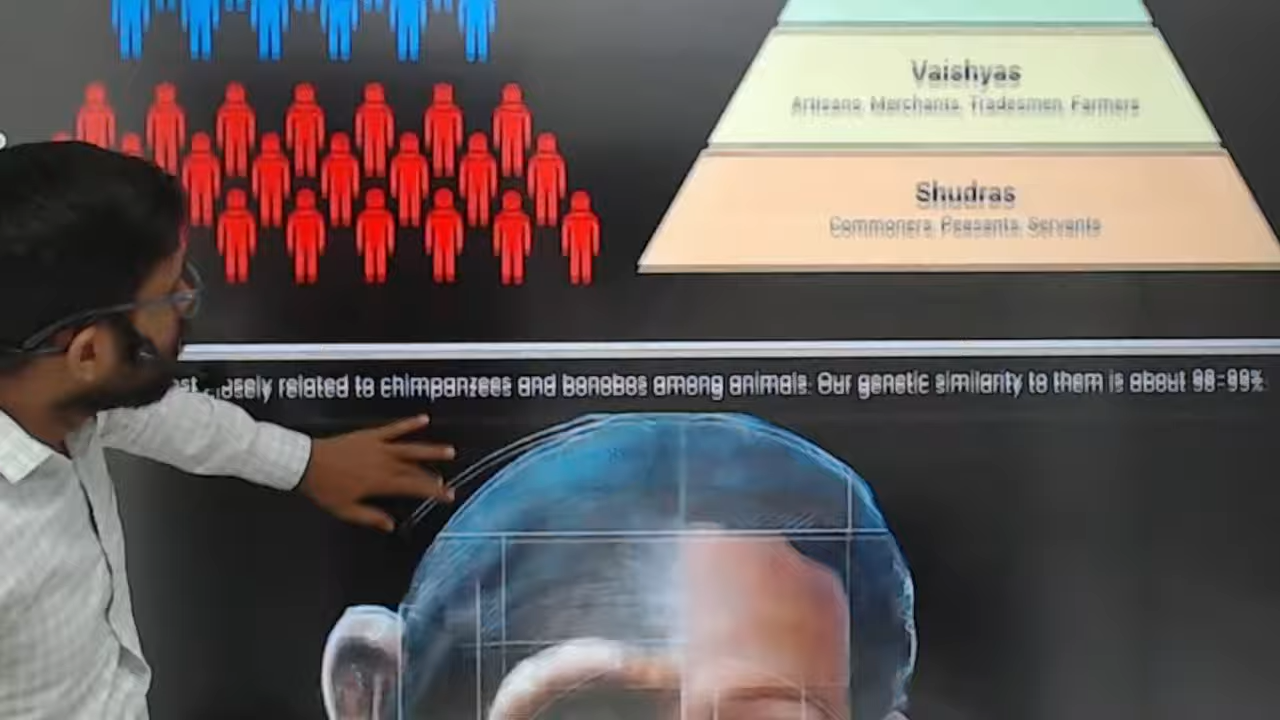 Vaishyas
Artisans, Merchants, Tradesmen, Farmers
Shudras
Commoners, Peasants, Servants
related to chimpanzees and bonobos among animals. Our genetic similarity to them is about 98-99%